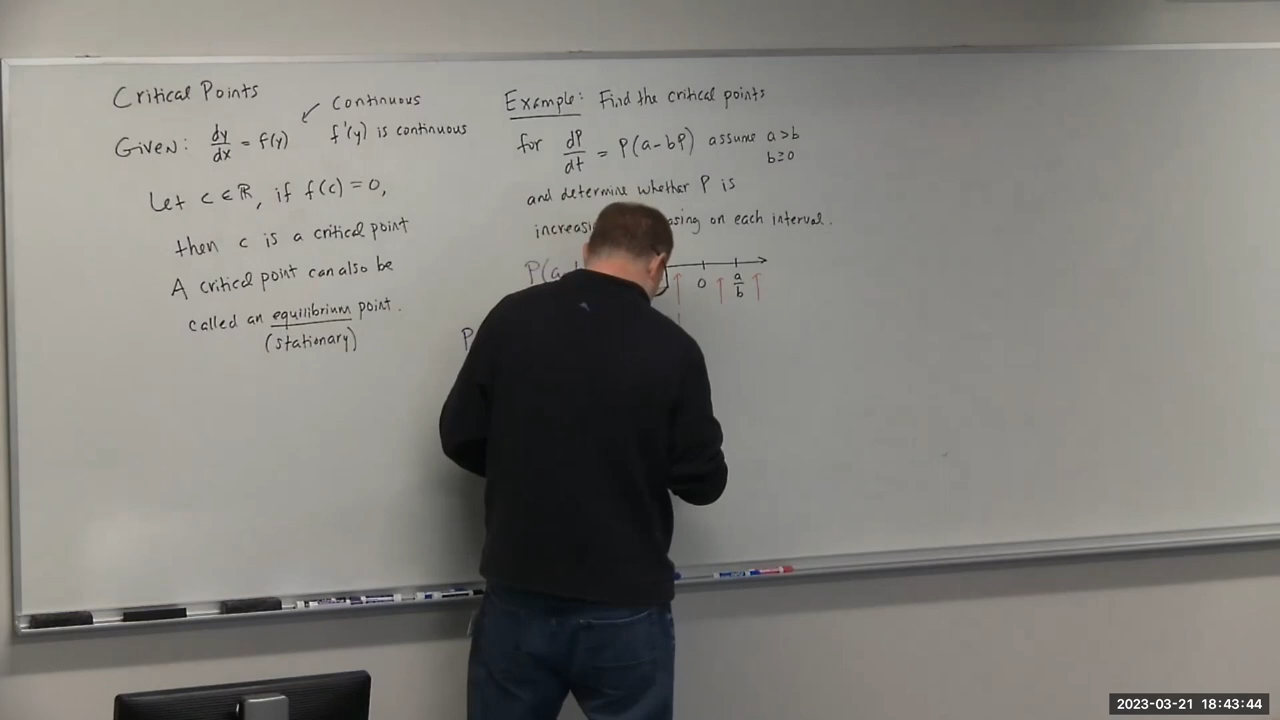 Critical Points
Given: dy/dx = f(y)
Continuous
f'(y) is continuous
Let c ∈ ℝ, if f(c) = 0,
then c is a critical point
A critical point can also be
called an equilibrium point.
(stationary)
Example: Find the critical points
for dP/dt = P(a-bP) assume a>b
b≥0
and determine whether P is
on each interval.
P(a
0 a/b
P
2023-03-21 18:43:44